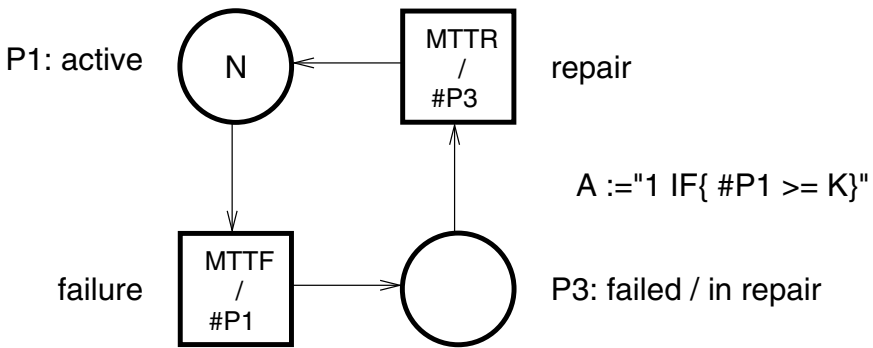 P1: active
N
MTTR
/
#P3
repair
A :="1 IF{ #P1 >= K}"
failure
MTTF
/
#P1
P3: failed / in repair